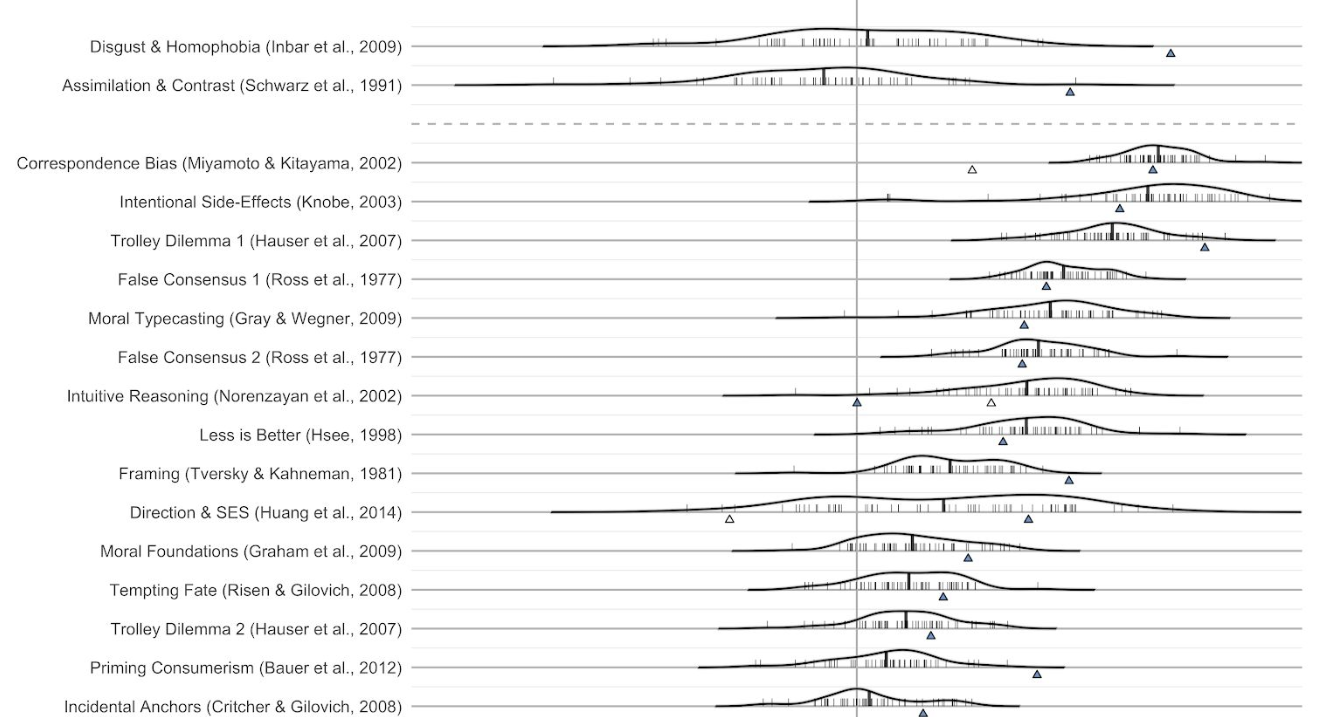 Disgust & Homophobia (Inbar et al., 2009)
Assimilation & Contrast (Schwarz et al., 1991)
Correspondence Bias (Miyamoto & Kitayama, 2002)
Intentional Side-Effects (Knobe, 2003)
Trolley Dilemma 1 (Hauser et al., 2007)
False Consensus 1 (Ross et al., 1977)
Moral Typecasting (Gray & Wegner, 2009)
False Consensus 2 (Ross et al., 1977)
Intuitive Reasoning (Norenzayan et al., 2002)
Less is Better (Hsee, 1998)
Framing (Tversky & Kahneman, 1981)
Direction & SES (Huang et al., 2014)
Moral Foundations (Graham et al., 2009)
Tempting Fate (Risen & Gilovich, 2008)
Trolley Dilemma 2 (Hauser et al., 2007)
Priming Consumerism (Bauer et al., 2012)
Incidental Anchors (Critcher & Gilovich, 2008)